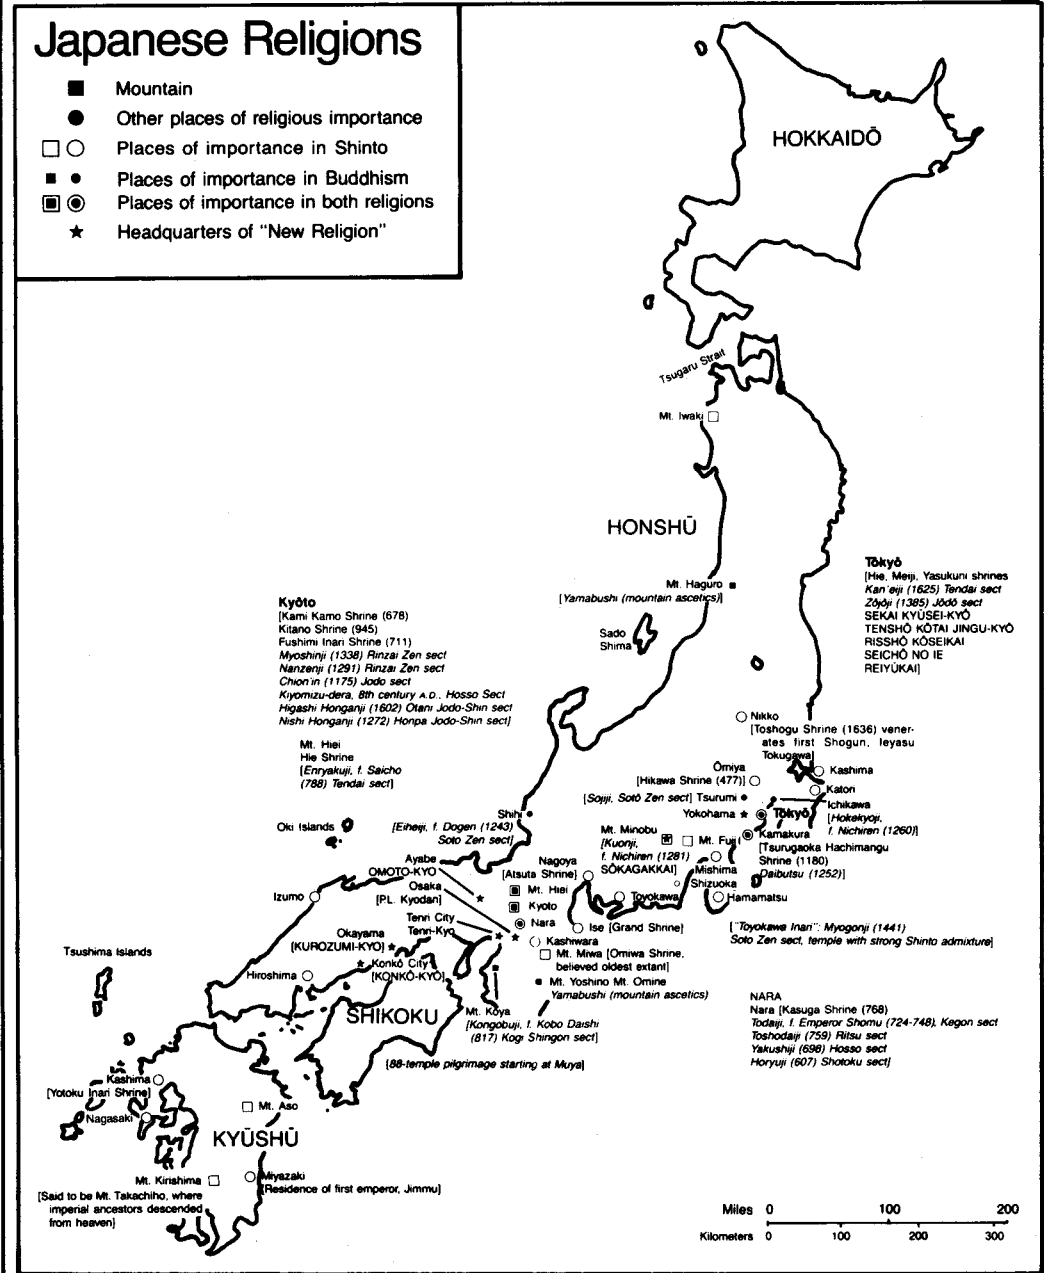 Japanese Religions
Mountain
Other places of religious importance
Places of importance in Shinto
Places of importance in Buddhism
Places of importance in both religions
Headquarters of "New Religion"
HOKKAIDŌ
Tsugaru Strait
Mt. Iwaki
HONSHŪ
Mt. Haguro
[Yamabushi (mountain ascetics)]
Sado
Shima
Tōkyō
[Hie, Meiji, Yasukuni shrines
Kan'eiji (1625) Tendai sect
Zōjōji (1385) Jōdō sect
SEKAI KYŪSEI-KYŌ
TENSHŌ KŌTAI JINGU-KYŌ
RISSHŌ KŌSEIKAI
SEICHŌ NO IE
REIYŪKAI]
Kyōto
[Kami Kamo Shrine (678)
Kitano Shrine (945)
Fushimi Inari Shrine (711)
Myoshinji (1338) Rinzai Zen sect
Nanzenji (1291) Rinzai Zen sect
Chion'in (1175) Jodo sect
Kiyomizu-dera, 8th century A.D., Hosso Sect
Higashi Honganji (1602) Otani Jodo-Shin sect
Nishi Honganji (1272) Honpa Jodo-Shin sect]
Mt. Hiei
Hie Shrine
[Enryakuji, f. Saicho
(788) Tendai sect]
Nikko
[Toshogu Shrine (1636) vener-
ates first Shogun, Ieyasu
Tokugawa]
Kashima
Ōmiya
[Hikawa Shrine (477)]
Katori
[Sojiji, Sotō Zen sect] Tsurumi
Ichikawa
[Hokekyoji,
f. Nichiren (1260)]
Yokohama
Tōkyō
Shihi
[Eiheiji, f. Dogen (1243)
Soto Zen sect]
Oki Islands
Mt. Minobu
[Kuonji,
f. Nichiren (1281)
SŌKAGAKKAI]
Mt. Fuji
Kamakura
[Tsurugaoka Hachimangu
Shrine (1180)
Daibutsu (1252)]
Mishima
Shizuoka
Hamamatsu
Toyokawa
["Toyokawa Inari": Myogonji (1441)
Soto Zen sect, temple with strong Shinto admixture]
Nagoya
[Atsuta Shrine]
Ayabe
OMOTO-KYO
Osaka
[P.L. Kyodan]
Mt. Hiei
Kyoto
Nara
Izumo
Tenri City
Tenri-Kyo
Ise [Grand Shrine]
Okayama
[KUROZUMI-KYO]
Kashiwara
Mt. Miwa [Omiwa Shrine,
believed oldest extant]
Tsushima Islands
Konkō City
[KONKŌ-KYŌ]
Hiroshima
Mt. Yoshino Mt. Omine
Yamabushi (mountain ascetics)
SHIKOKU
Mt. Kōya
[Kongobuji, f. Kobo Daishi
(817) Kogi Shingon sect]
[88-temple pilgrimage starting at Muya]
NARA
Nara [Kasuga Shrine (768)
Todaiji, f. Emperor Shomu (724-748), Kegon sect
Toshodaiji (759) Ritsu sect
Yakushiji (698) Hosso sect
Horyuji (607) Shotoku sect]
Kashima
[Yotoku Inari Shrine]
Nagasaki
Mt. Aso
KYŪSHŪ
Mt. Kirishima
[Said to be Mt. Takachiho, where
imperial ancestors descended
from heaven]
Miyazaki
[Residence of first emperor, Jimmu]
Miles 0 100 200
Kilometers 0 100 200 300